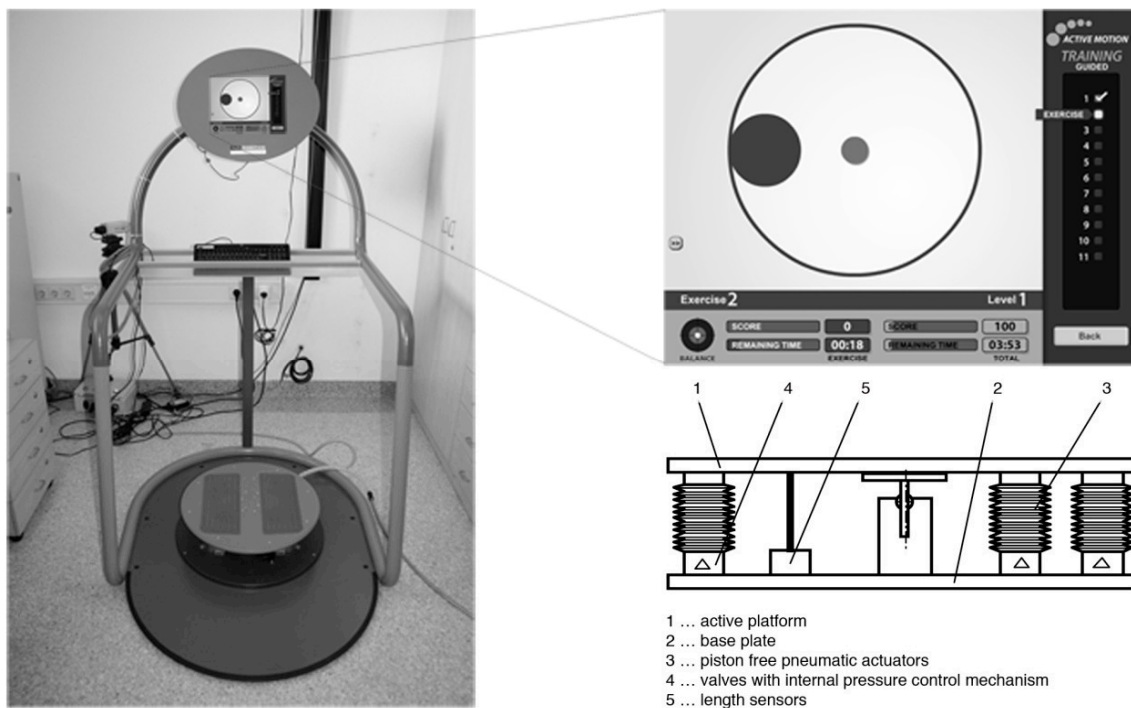 ACTIVE MOTION
TRAINING
GUIDED
1
EXERCISE
3
4
5
6
7
8
9
10
11
Exercise 2 Level 1
SCORE 0 SCORE 100
REMAINING TIME 00:18 REMAINING TIME 03:53
BALANCE EXERCISE TOTAL
Back
1 4 5 2 3
1 ... active platform
2 ... base plate
3 ... piston free pneumatic actuators
4 ... valves with internal pressure control mechanism
5 ... length sensors